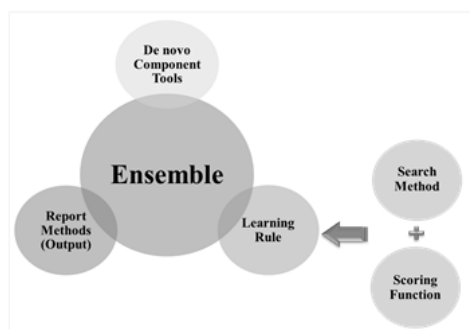 De novo
Component
Tools
Ensemble
Report
Methods
(Output)
Learning
Rule
Search
Method
+
Scoring
Function